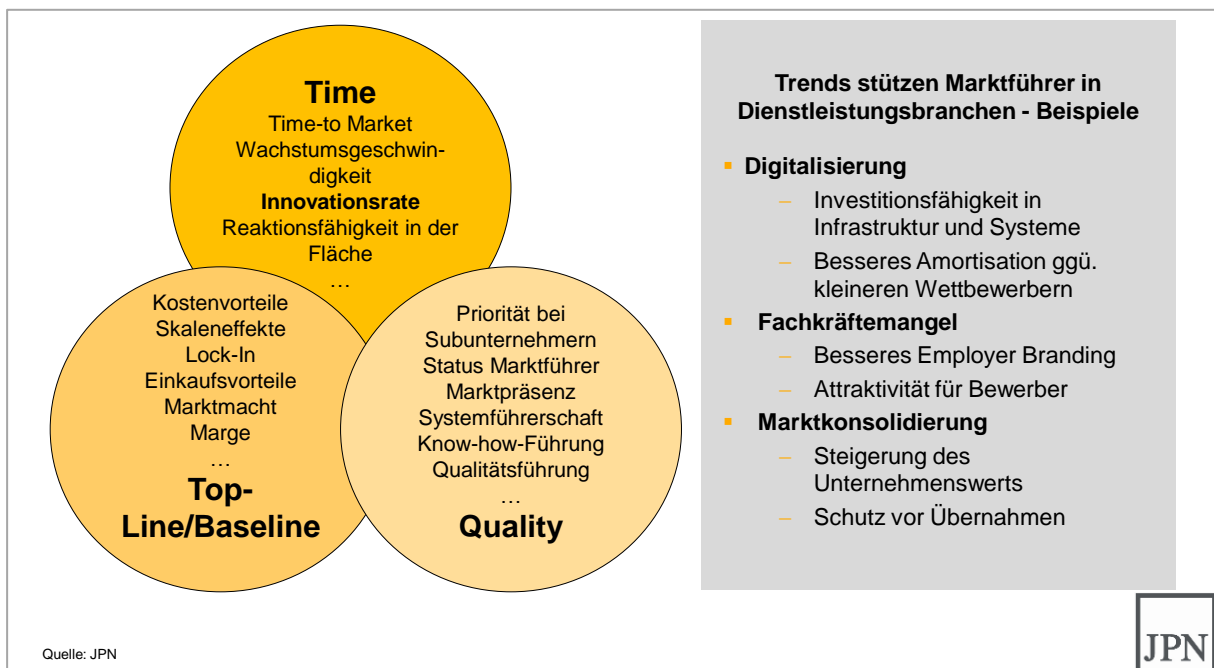 Time
Time-to Market
Wachstumsgeschwin-
digkeit
Innovationsrate
Reaktionsfähigkeit in der
Fläche
…
Kostenvorteile
Skaleneffekte
Lock-In
Einkaufsvorteile
Marktmacht
Marge
…
Top-
Line/Baseline
Priorität bei
Subunternehmern
Status Marktführer
Marktpräsenz
Systemführerschaft
Know-how-Führung
Qualitätsführung
…
Quality
Trends stützen Marktführer in
Dienstleistungsbranchen - Beispiele
▪ Digitalisierung
– Investitionsfähigkeit in
Infrastruktur und Systeme
– Besseres Amortisation ggü.
kleineren Wettbewerbern
▪ Fachkräftemangel
– Besseres Employer Branding
– Attraktivität für Bewerber
▪ Marktkonsolidierung
– Steigerung des
Unternehmenswerts
– Schutz vor Übernahmen
Quelle: JPN
JPN